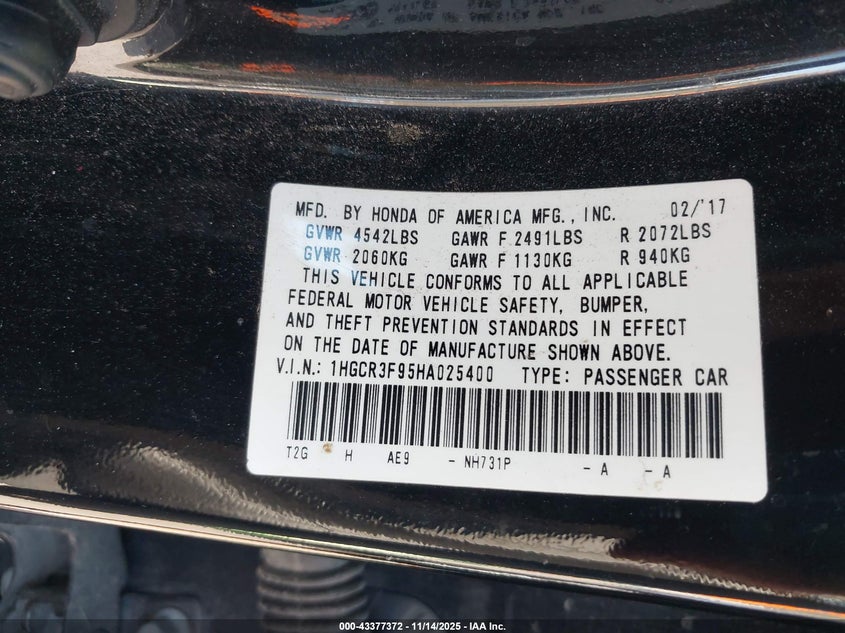 MFD. BY HONDA OF AMERICA MFG., INC. 02/'17
GVWR 4542LBS GAWR F 2491LBS R 2072LBS
GVWR 2060KG GAWR F 1130KG R 940KG
THIS VEHICLE CONFORMS TO ALL APPLICABLE
FEDERAL MOTOR VEHICLE SAFETY, BUMPER,
AND THEFT PREVENTION STANDARDS IN EFFECT
ON THE DATE OF MANUFACTURE SHOWN ABOVE.
V.I.N.: 1HGCR3F95HA025400 TYPE: PASSENGER CAR
T2G H AE9 - NH731P - A - A
000-43377372 | 11/14/2025 - IAA Inc.